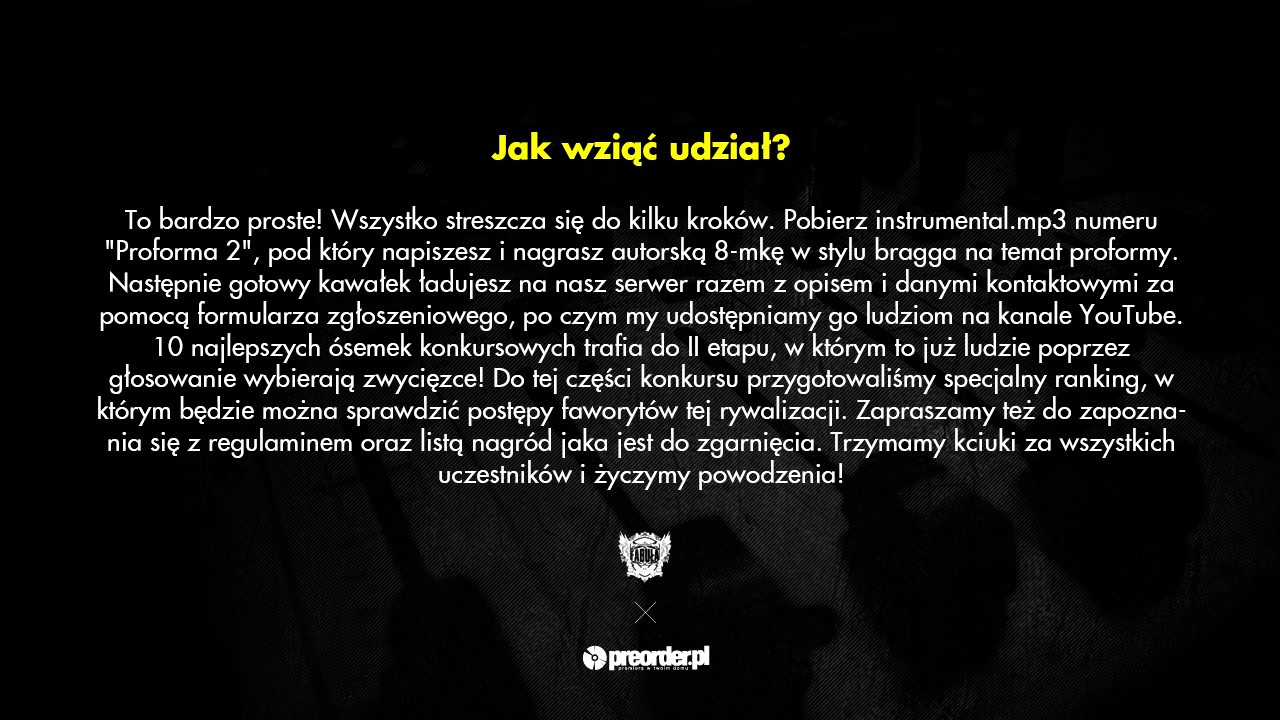 Jak wziąć udział?
To bardzo proste! Wszystko streszcza się do kilku kroków. Pobierz instrumental.mp3 numeru
"Proforma 2", pod który napiszesz i nagrasz autorską 8-mkę w stylu bragga na temat proformy.
Następnie gotowy kawałek ładujesz na nasz serwer razem z opisem i danymi kontaktowymi za
pomocą formularza zgłoszeniowego, po czym my udostępniamy go ludziom na kanale YouTube.
10 najlepszych ósemek konkursowych trafia do II etapu, w którym to już ludzie poprzez
głosowanie wybierają zwycięzce! Do tej części konkursu przygotowaliśmy specjalny ranking, w
którym będzie można sprawdzić postępy faworytów tej rywalizacji. Zapraszamy też do zapozna-
nia się z regulaminem oraz listą nagród jaka jest do zgarnięcia. Trzymamy kciuki za wszystkich
uczestników i życzymy powodzenia!
FABUŁA
preorder.pl
premiera w twoim domu